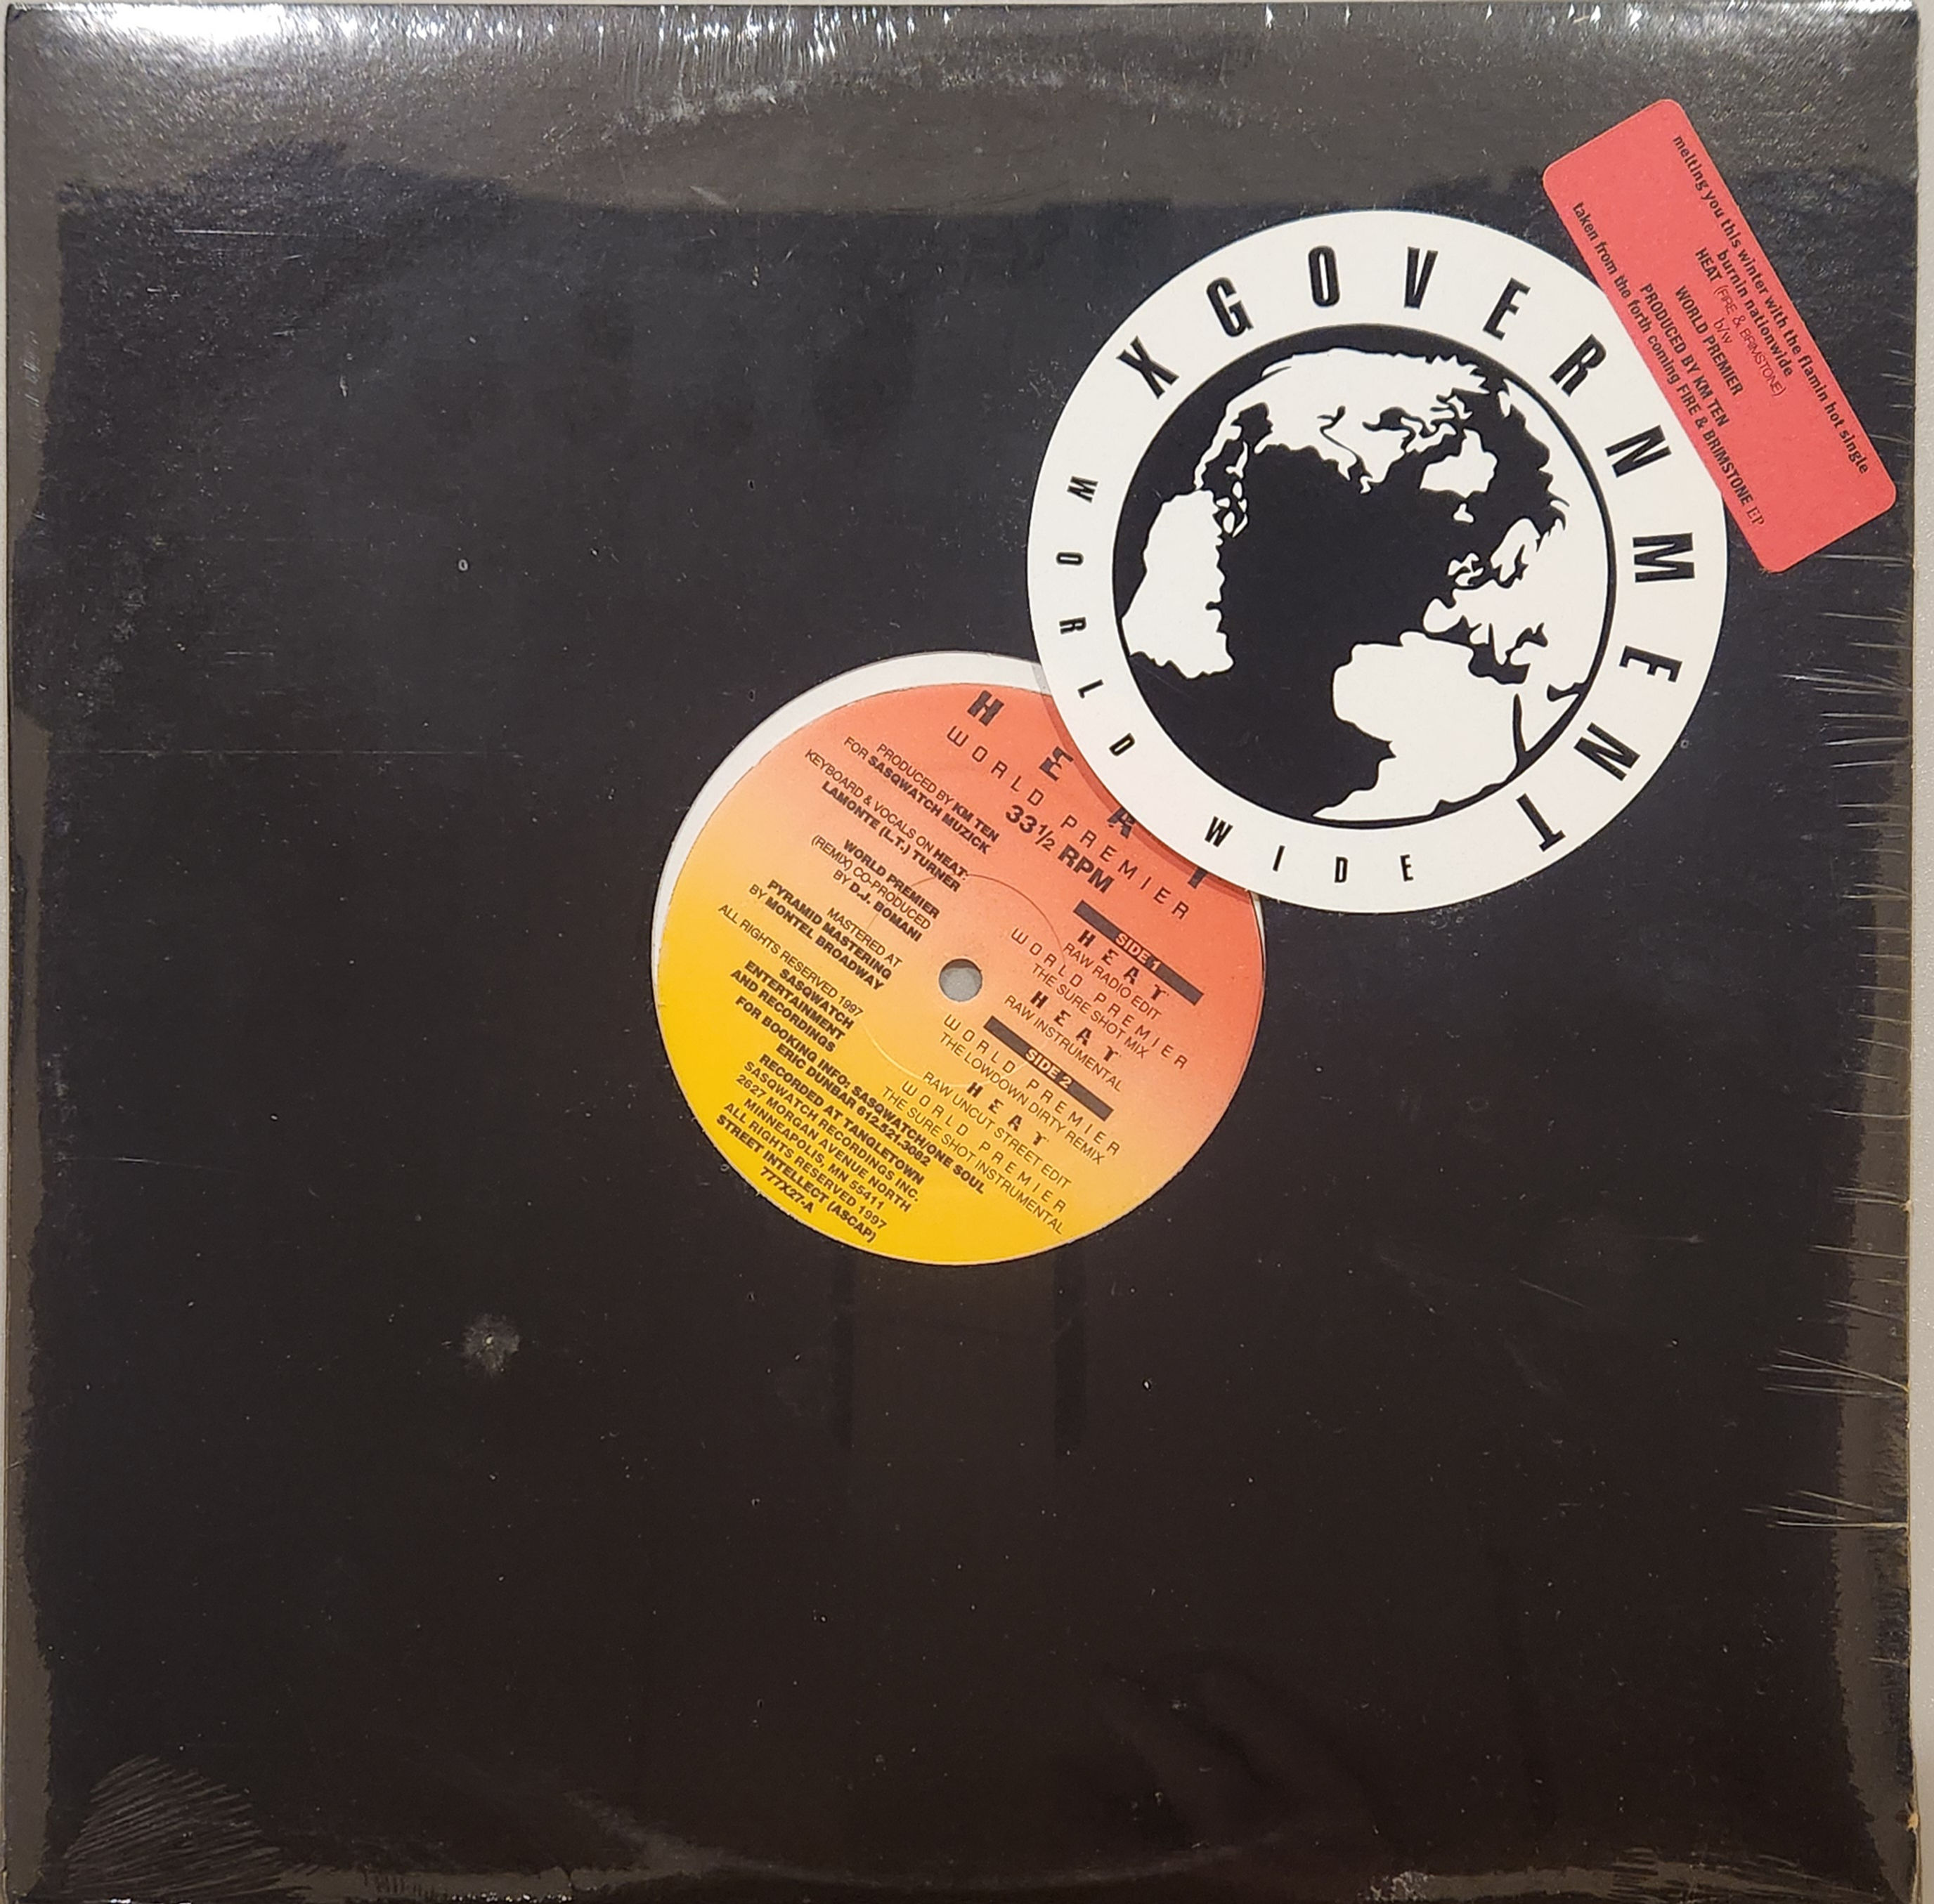 melting you this winter with the flamin hot single
burnin nationwide
HEAT (FIRE & BRIMSTONE)
b/w
WORLD PREMIER
PRODUCED BY KM TEN
taken from the forth coming FIRE & BRIMSTONE EP
X GOVERNMENT
WORLD WIDE
HEAT
WORLD PREMIER
33 1/2 RPM
PRODUCED BY KM TEN
FOR SASQWATCH MUZICK
KEYBOARD & VOCALS ON HEAT:
LAMONTE (L.T.) TURNER
WORLD PREMIER
(REMIX) CO-PRODUCED
BY D.J. BOMANI
MASTERED AT
PYRAMID MASTERING
BY MONTEL BROADWAY
ALL RIGHTS RESERVED 1997
SASQWATCH
ENTERTAINMENT
AND RECORDINGS
FOR BOOKING INFO: SASQWATCH/ONE SOUL
ERIC DUNBAR 612.521.3082
RECORDED AT TANGLETOWN
SASQWATCH RECORDINGS INC.
2627 MORGAN AVENUE NORTH
MINNEAPOLIS, MN 55411
ALL RIGHTS RESERVED 1997
STREET INTELLECT (ASCAP)
777X27-A
SIDE 1
HEAT
RAW RADIO EDIT
WORLD PREMIER
THE SURE SHOT MIX
HEAT
RAW INSTRUMENTAL
SIDE 2
WORLD PREMIER
THE LOWDOWN DIRTY REMIX
HEAT
RAW UNCUT STREET EDIT
WORLD PREMIER
THE SURE SHOT INSTRUMENTAL